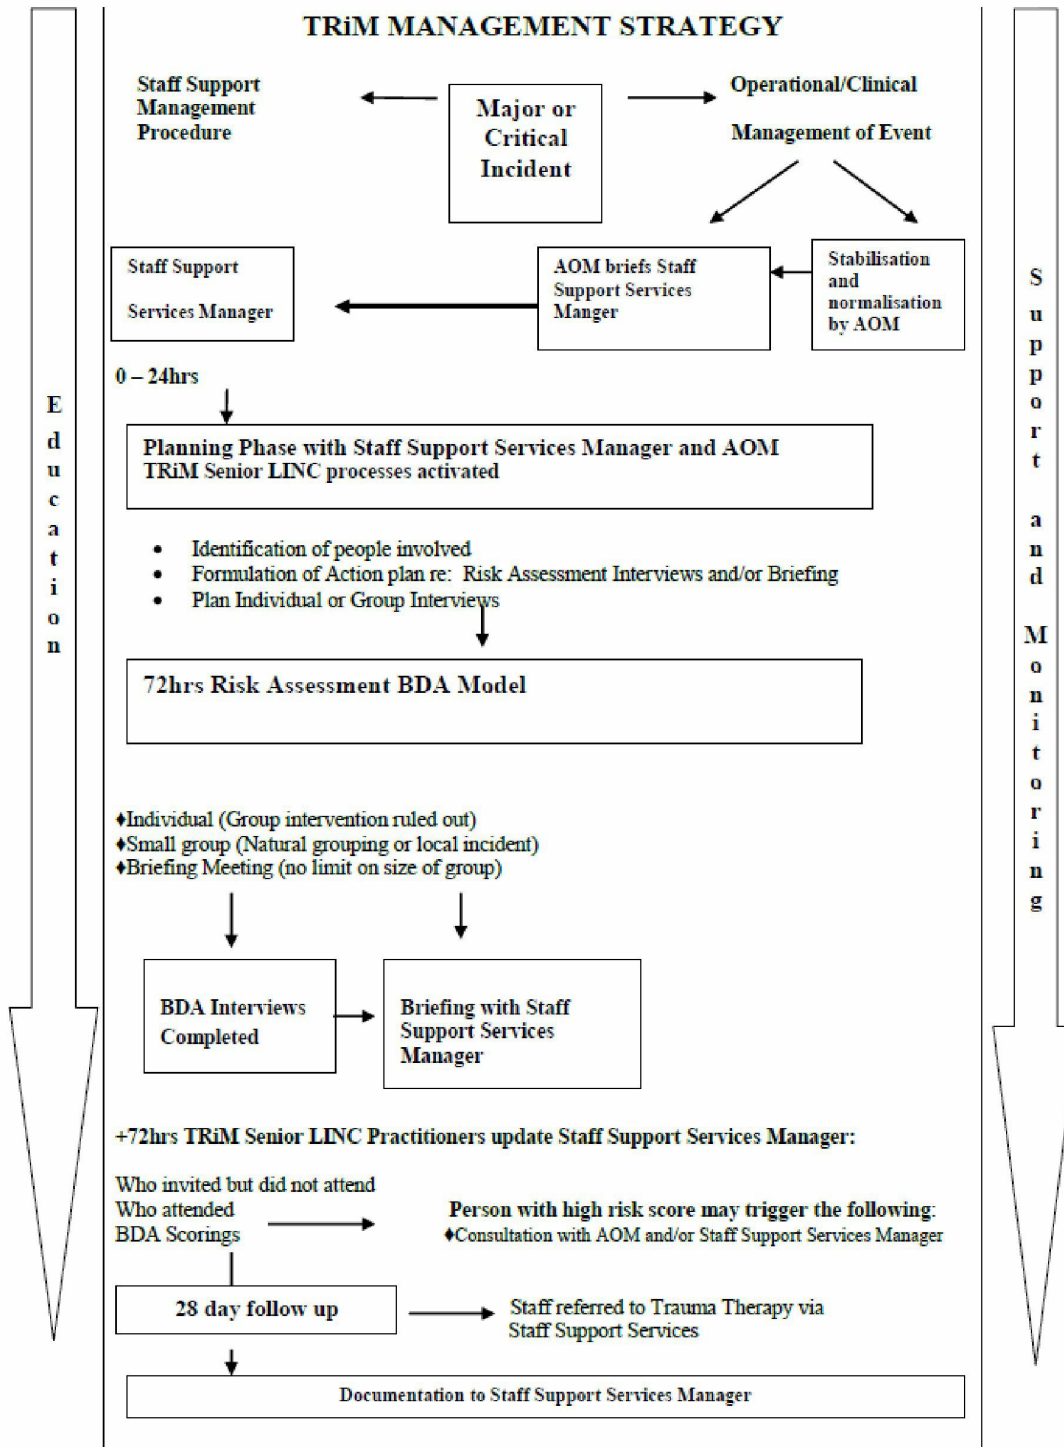 TRiM MANAGEMENT STRATEGY
Staff Support
Management
Procedure
Major or
Critical
Incident
Operational/Clinical
Management of Event
Staff Support
Services Manager
AOM briefs Staff
Support Services
Manger
Stabilisation
and
normalisation
by AOM
0 – 24hrs
Planning Phase with Staff Support Services Manager and AOM
TRiM Senior LINC processes activated
• Identification of people involved
• Formulation of Action plan re: Risk Assessment Interviews and/or Briefing
• Plan Individual or Group Interviews
72hrs Risk Assessment BDA Model
♦Individual (Group intervention ruled out)
♦Small group (Natural grouping or local incident)
♦Briefing Meeting (no limit on size of group)
BDA Interviews
Completed
Briefing with Staff
Support Services
Manager
+72hrs TRiM Senior LINC Practitioners update Staff Support Services Manager:
Who invited but did not attend
Who attended
BDA Scorings
Person with high risk score may trigger the following:
♦Consultation with AOM and/or Staff Support Services Manager
28 day follow up
Staff referred to Trauma Therapy via
Staff Support Services
Documentation to Staff Support Services Manager
Education
Support and Monitoring